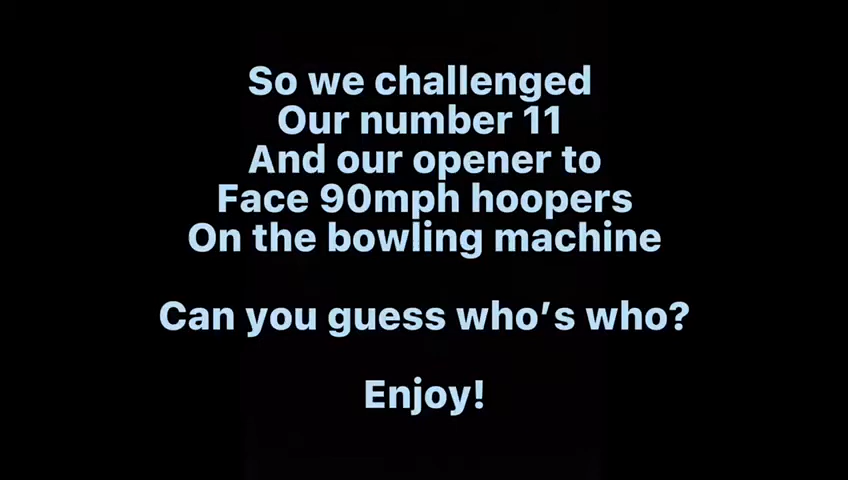 So we challenged
Our number 11
And our opener to
Face 90mph hoopers
On the bowling machine
Can you guess who’s who?
Enjoy!